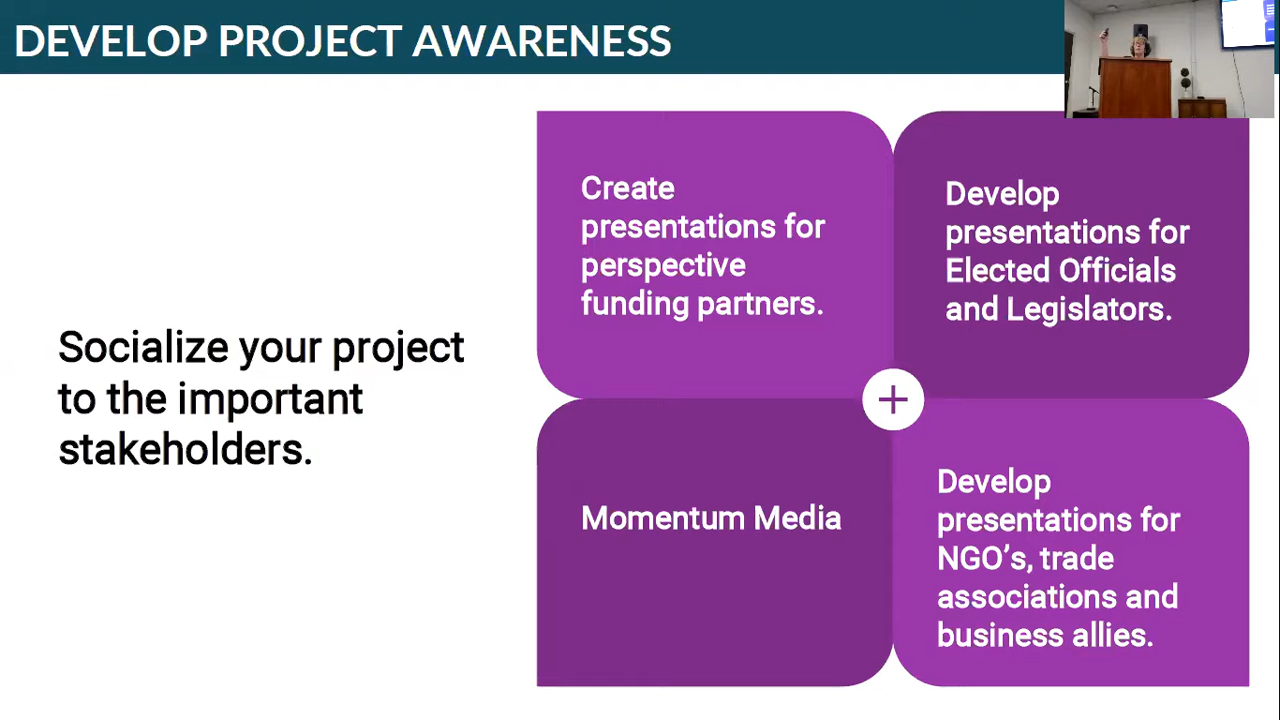 DEVELOP PROJECT AWARENESS
Socialize your project
to the important
stakeholders.
Create
presentations for
perspective
funding partners.
Develop
presentations for
Elected Officials
and Legislators.
Momentum Media
Develop
presentations for
NGO’s, trade
associations and
business allies.